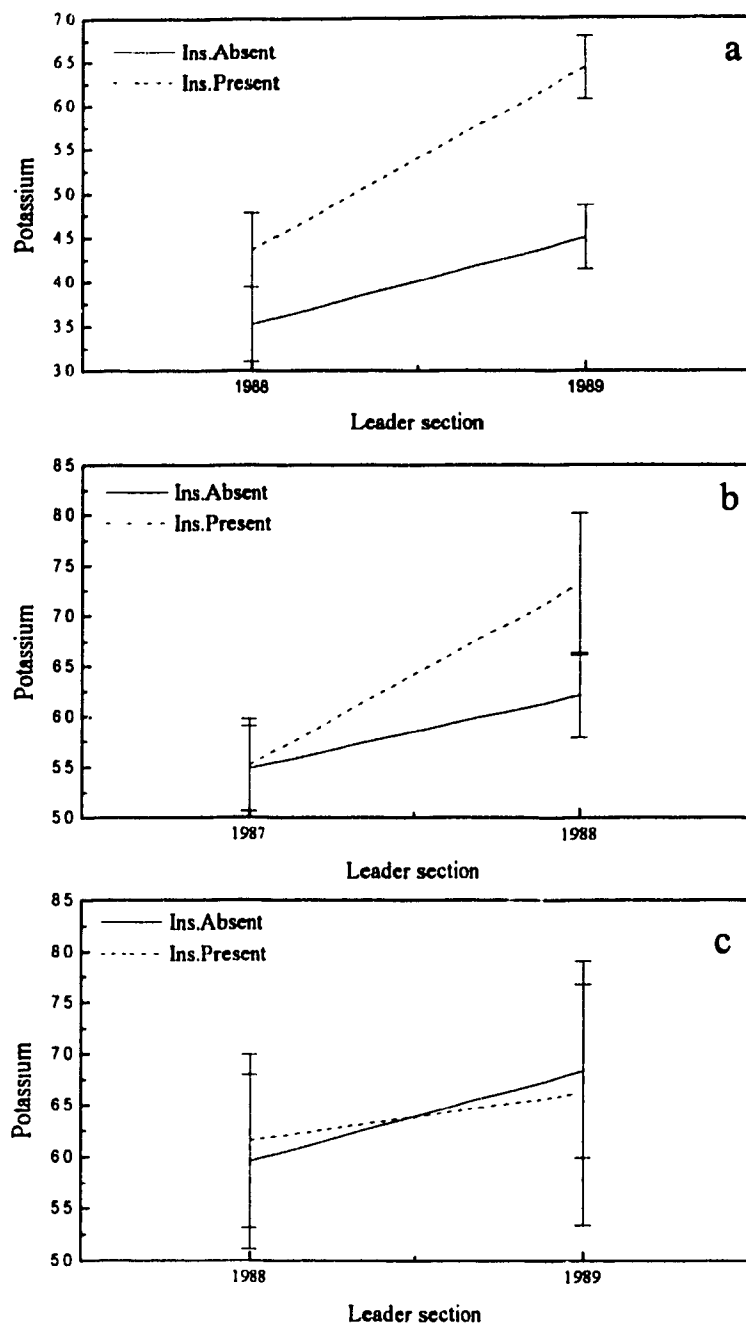 a
Ins.Absent
Ins.Present
70
65
60
55
50
45
40
35
30
Potassium
1988
1989
Leader section
b
Ins.Absent
Ins.Present
85
80
75
70
65
60
55
50
Potassium
1987
1988
Leader section
c
Ins.Absent
Ins.Present
85
80
75
70
65
60
55
50
Potassium
1988
1989
Leader section